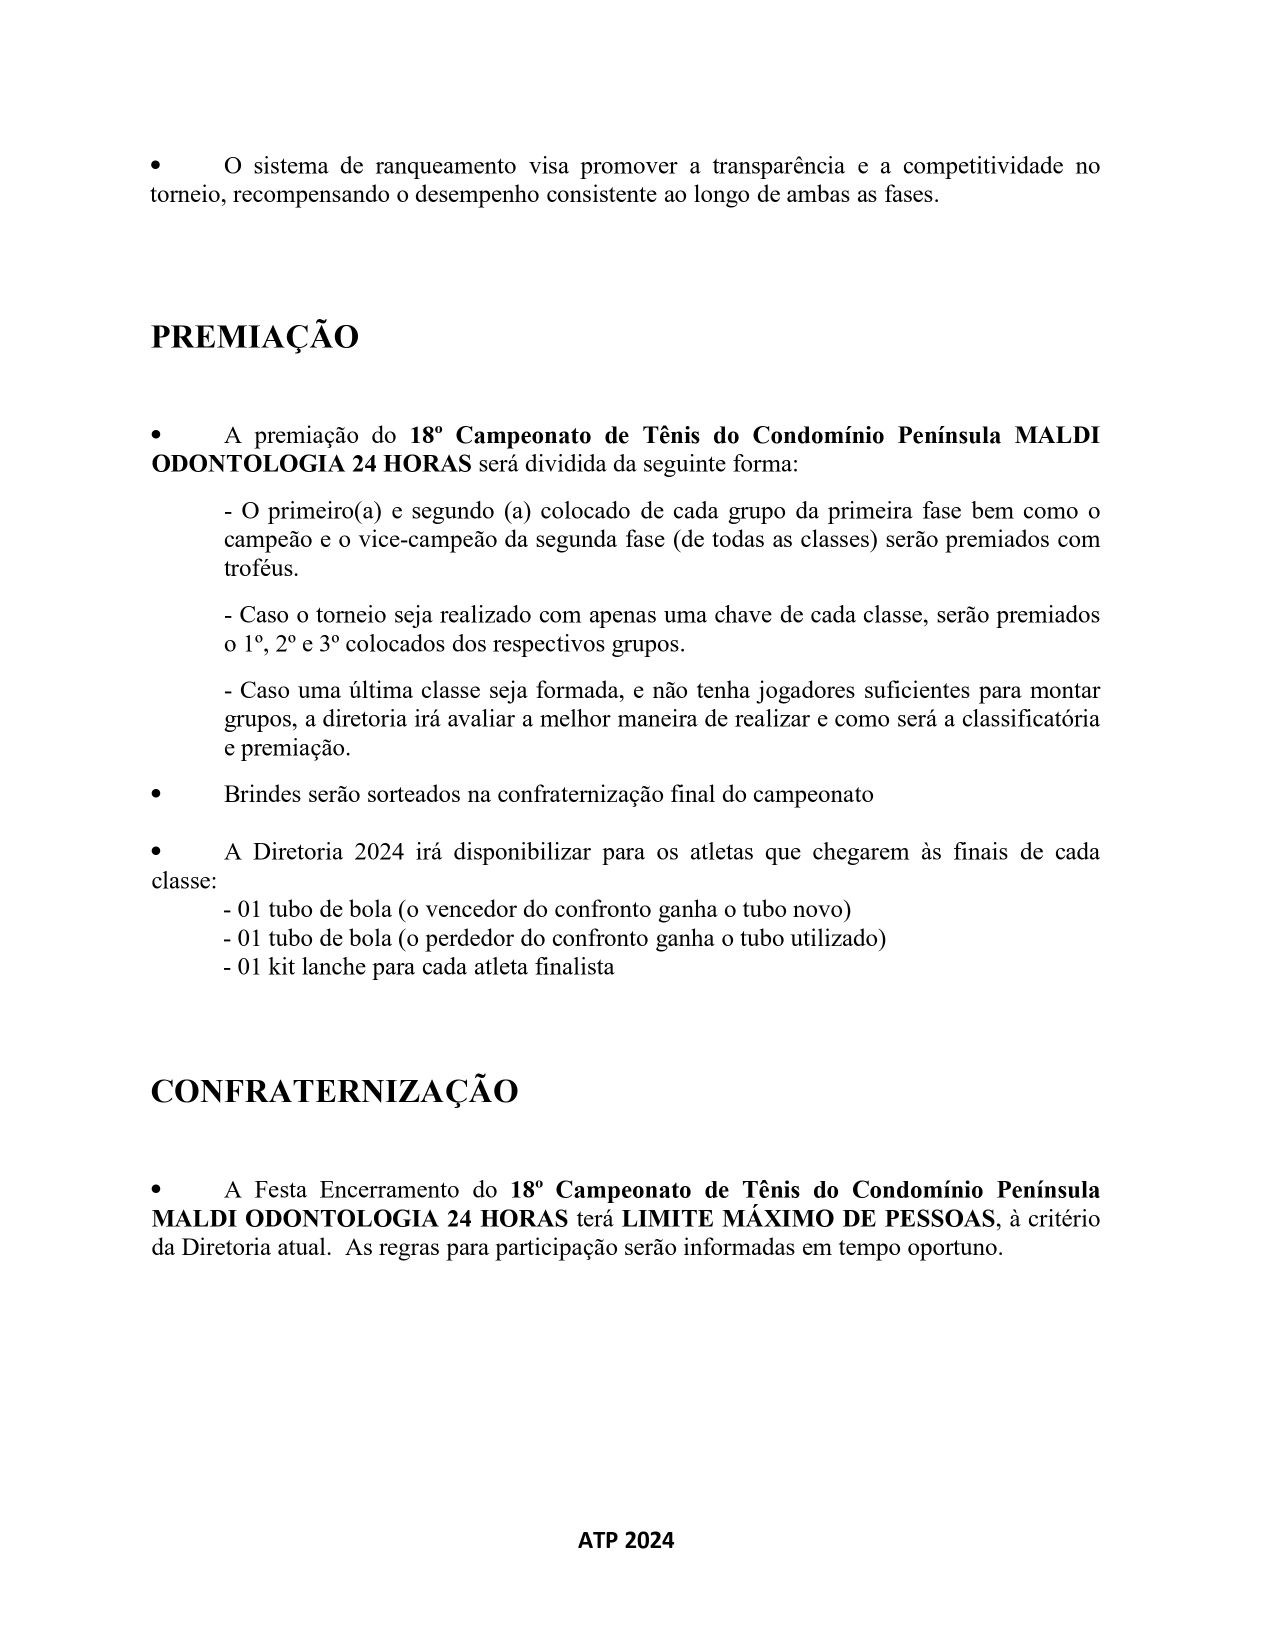 • O sistema de ranqueamento visa promover a transparência e a competitividade no
torneio, recompensando o desempenho consistente ao longo de ambas as fases.
PREMIAÇÃO
• A premiação do 18º Campeonato de Tênis do Condomínio Península MALDI
ODONTOLOGIA 24 HORAS será dividida da seguinte forma:
- O primeiro(a) e segundo (a) colocado de cada grupo da primeira fase bem como o
campeão e o vice-campeão da segunda fase (de todas as classes) serão premiados com
troféus.
- Caso o torneio seja realizado com apenas uma chave de cada classe, serão premiados
o 1º, 2º e 3º colocados dos respectivos grupos.
- Caso uma última classe seja formada, e não tenha jogadores suficientes para montar
grupos, a diretoria irá avaliar a melhor maneira de realizar e como será a classificatória
e premiação.
• Brindes serão sorteados na confraternização final do campeonato
• A Diretoria 2024 irá disponibilizar para os atletas que chegarem às finais de cada
classe:
- 01 tubo de bola (o vencedor do confronto ganha o tubo novo)
- 01 tubo de bola (o perdedor do confronto ganha o tubo utilizado)
- 01 kit lanche para cada atleta finalista
CONFRATERNIZAÇÃO
• A Festa Encerramento do 18º Campeonato de Tênis do Condomínio Península
MALDI ODONTOLOGIA 24 HORAS terá LIMITE MÁXIMO DE PESSOAS, à critério
da Diretoria atual. As regras para participação serão informadas em tempo oportuno.
ATP 2024